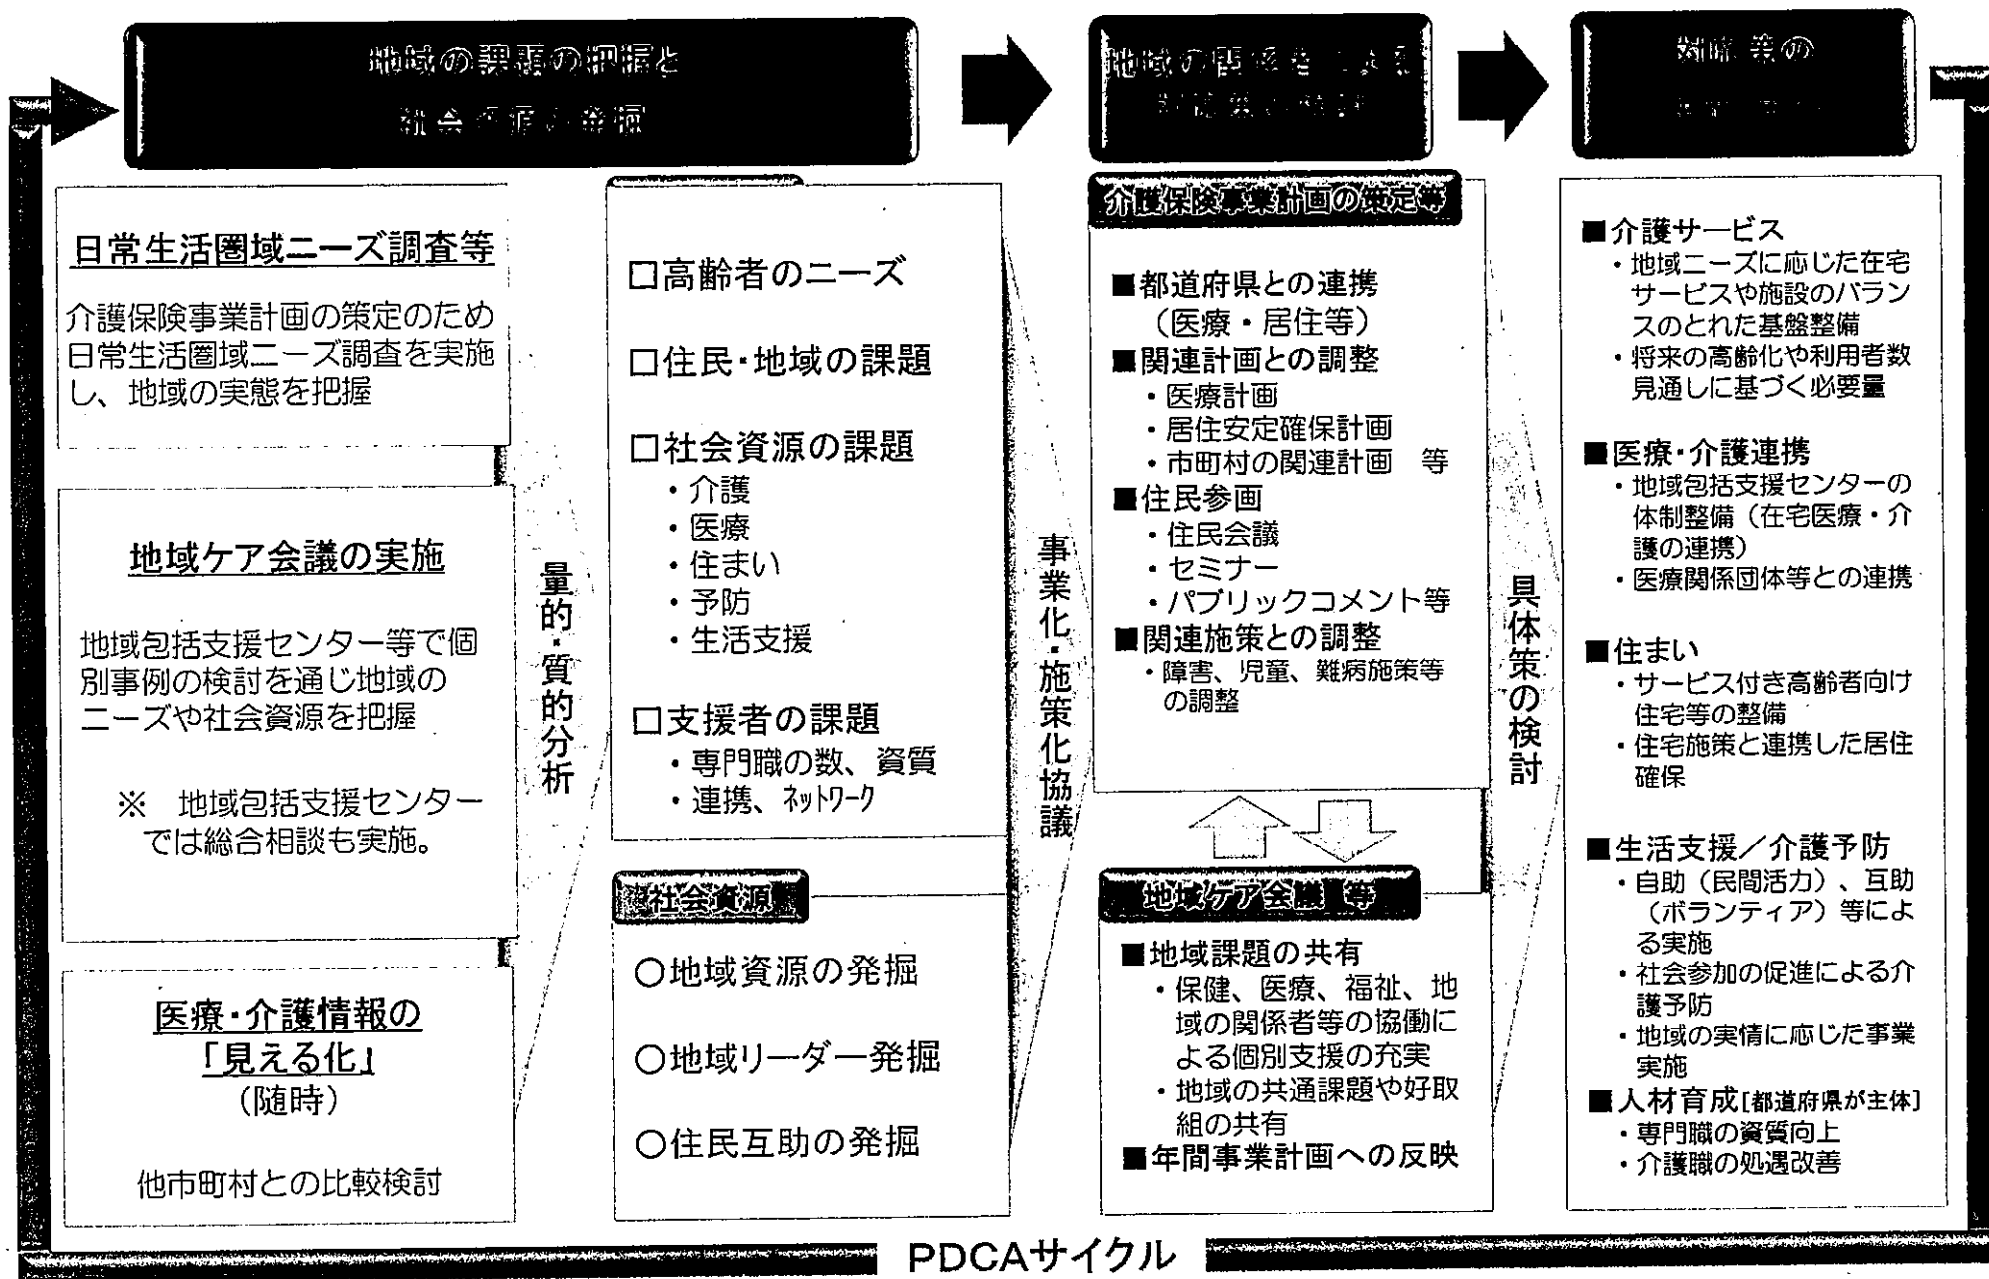 地域の課題の把握と
社会資源の発掘
地域の関係者による
対応策の検討
対応策の
日常生活圏域ニーズ調査等
介護保険事業計画の策定のため
日常生活圏域ニーズ調査を実施
し、地域の実態を把握
地域ケア会議の実施
地域包括支援センター等で個
別事例の検討を通じ地域の
ニーズや社会資源を把握
※ 地域包括支援センター
では総合相談も実施。
医療・介護情報の
「見える化」
(随時)
他市町村との比較検討
量的・質的分析
□高齢者のニーズ
□住民・地域の課題
□社会資源の課題
・介護
・医療
・住まい
・予防
・生活支援
□支援者の課題
・専門職の数、資質
・連携、ネットワーク
社会資源
○地域資源の発掘
○地域リーダー発掘
○住民互助の発掘
事業化・施策化協議
介護保険事業計画の策定等
■都道府県との連携
(医療・居住等)
■関連計画との調整
・医療計画
・居住安定確保計画
・市町村の関連計画 等
■住民参画
・住民会議
・セミナー
・パブリックコメント等
■関連施策との調整
・障害、児童、難病施策等
の調整
地域ケア会議 等
■地域課題の共有
・保健、医療、福祉、地
域の関係者等の協働に
よる個別支援の充実
・地域の共通課題や好取
組の共有
■年間事業計画への反映
具体策の検討
■介護サービス
・地域ニーズに応じた在宅
サービスや施設のバラン
スのとれた基盤整備
・将来の高齢化や利用者数
見通しに基づく必要量
■医療・介護連携
・地域包括支援センターの
体制整備(在宅医療・介
護の連携)
・医療関係団体等との連携
■住まい
・サービス付き高齢者向け
住宅等の整備
・住宅施策と連携した居住
確保
■生活支援/介護予防
・自助(民間活力)、互助
(ボランティア)等によ
る実施
・社会参加の促進による介
護予防
・地域の実情に応じた事業
実施
■人材育成[都道府県が主体]
・専門職の資質向上
・介護職の処遇改善
PDCAサイクル